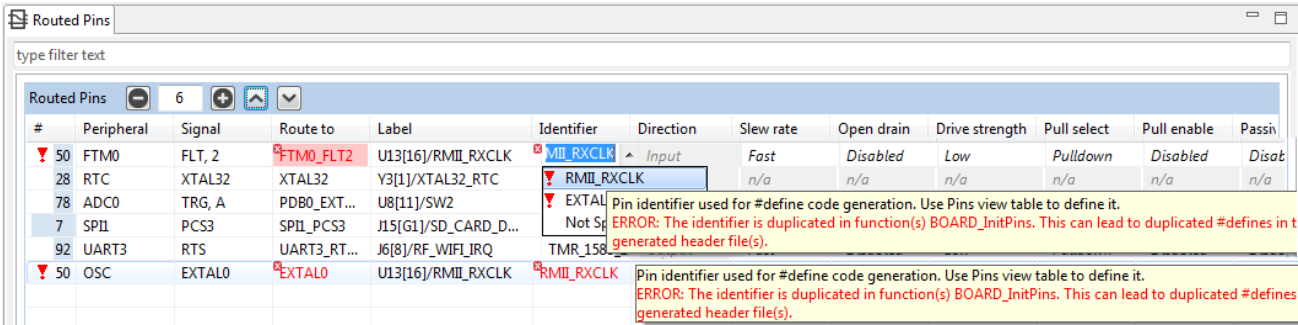 Routed Pins
type filter text
Routed Pins 6
# Peripheral Signal Route to Label Identifier Direction Slew rate Open drain Drive strength Pull select Pull enable Passiv
50 FTM0 FLT, 2 FTM0_FLT2 U13[16]/RMII_RXCLK MII_RXCLK Input Fast Disabled Low Pulldown Disabled Disab
28 RTC XTAL32 XTAL32 Y3[1]/XTAL32_RTC RMII_RXCLK n/a n/a n/a n/a n/a n/a
78 ADC0 TRG, A PDB0_EXT... U8[11]/SW2 EXTAL Pin identifier used for #define code generation. Use Pins view table to define it.
7 SPI1 PCS3 SPI1_PCS3 J15[G1]/SD_CARD_D... Not Sp ERROR: The identifier is duplicated in function(s) BOARD_InitPins. This can lead to duplicated #defines in t
generated header file(s).
92 UART3 RTS UART3_RT... J6[8]/RF_WIFI_IRQ
50 OSC EXTAL0 EXTAL0 U13[16]/RMII_RXCLK RMII_RXCLK Pin identifier used for #define code generation. Use Pins view table to define it.
ERROR: The identifier is duplicated in function(s) BOARD_InitPins. This can lead to duplicated #defines
generated header file(s).